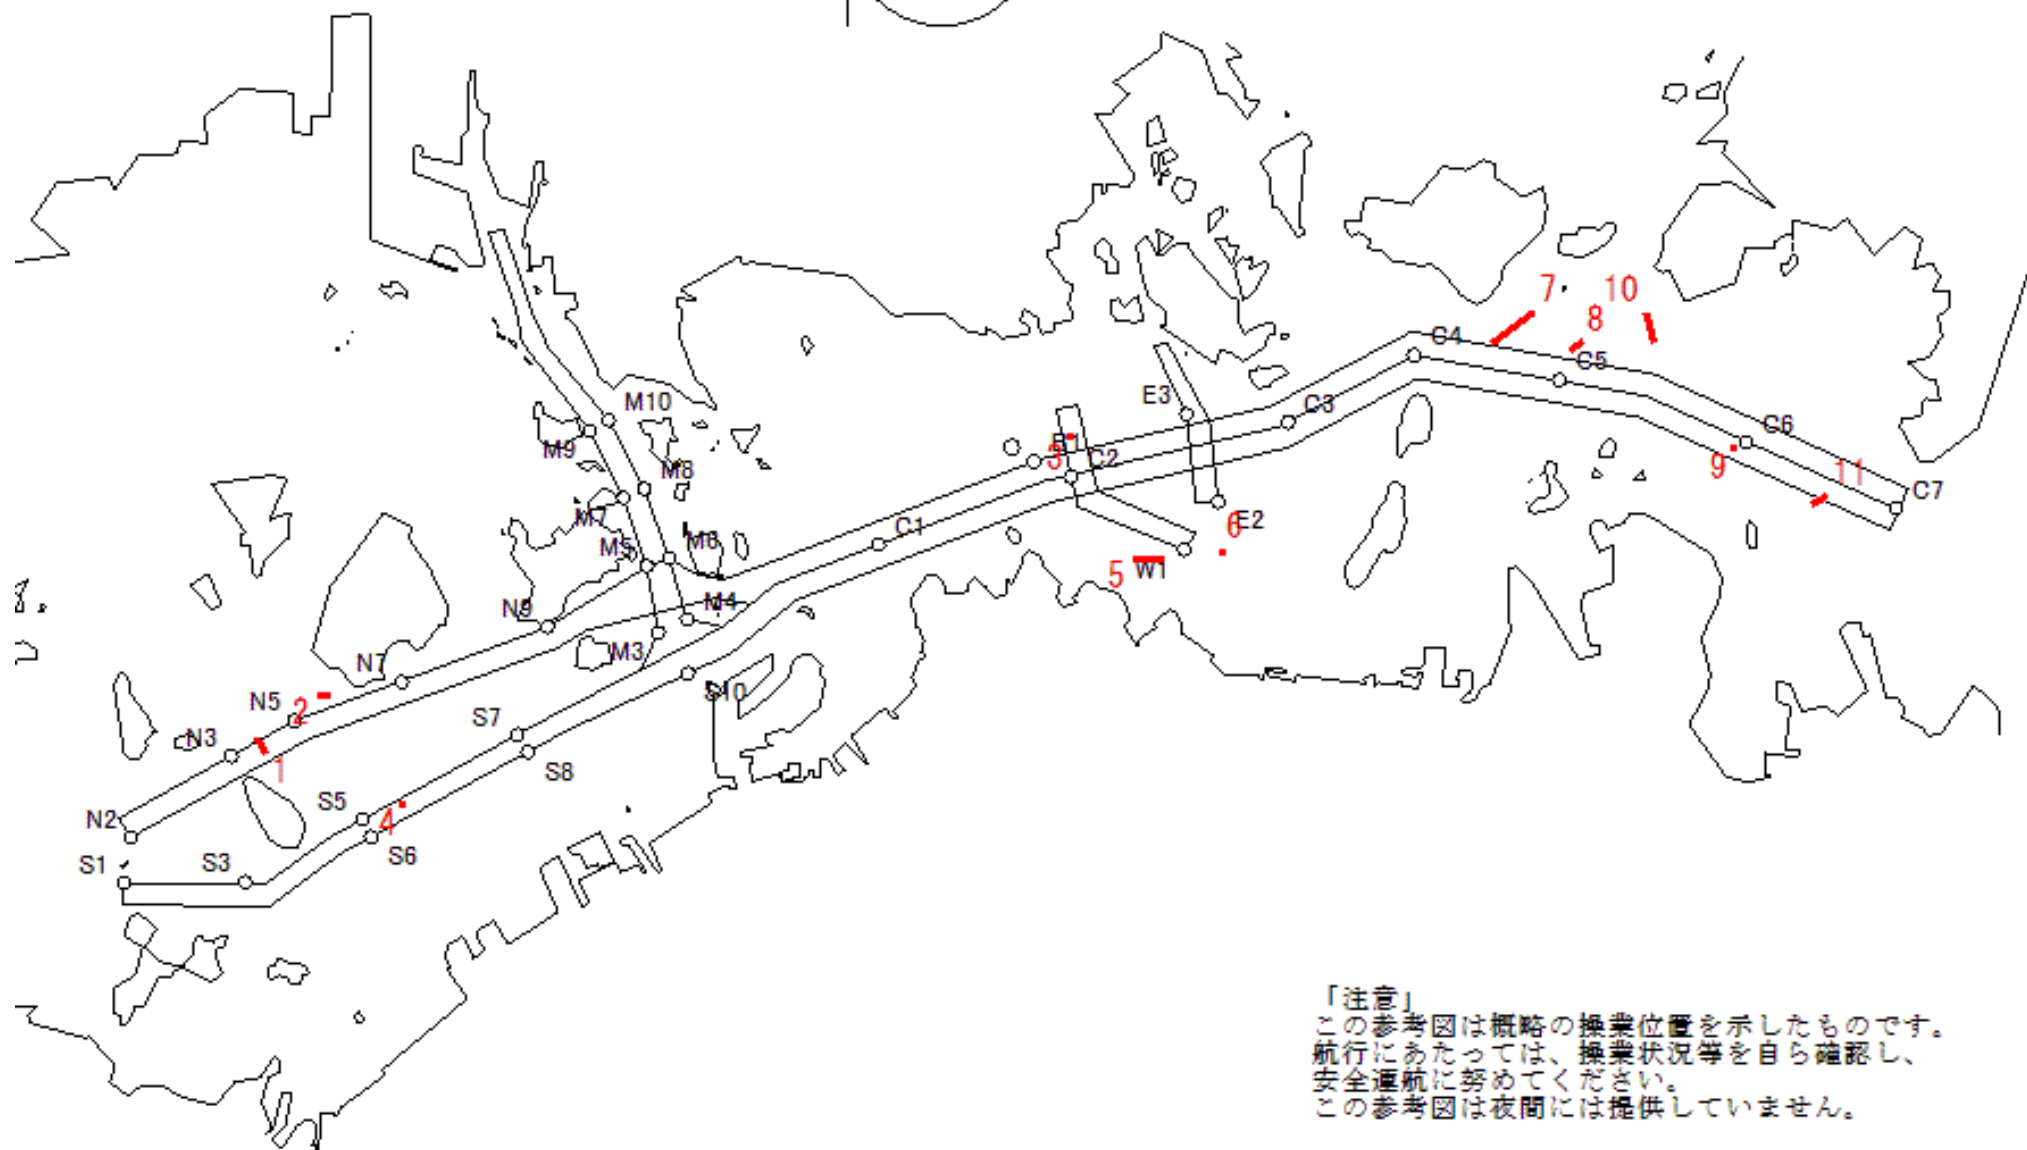 7
10
8
C4
C5
M10
E3
C6
M9
C3
R1
3
C2
M8
9
11
C7
M7
C1
6
E2
M5
M6
5
W1
N9
M4
M3
N7
S10
N5
2
S7
N3
1
S8
S5
N2
4
S6
S1
S3
「注意」
この参考図は概略の操業位置を示したものです。
航行にあたっては、操業状況等を自ら確認し、
安全運航に努めてください。
この参考図は夜間には提供していません。